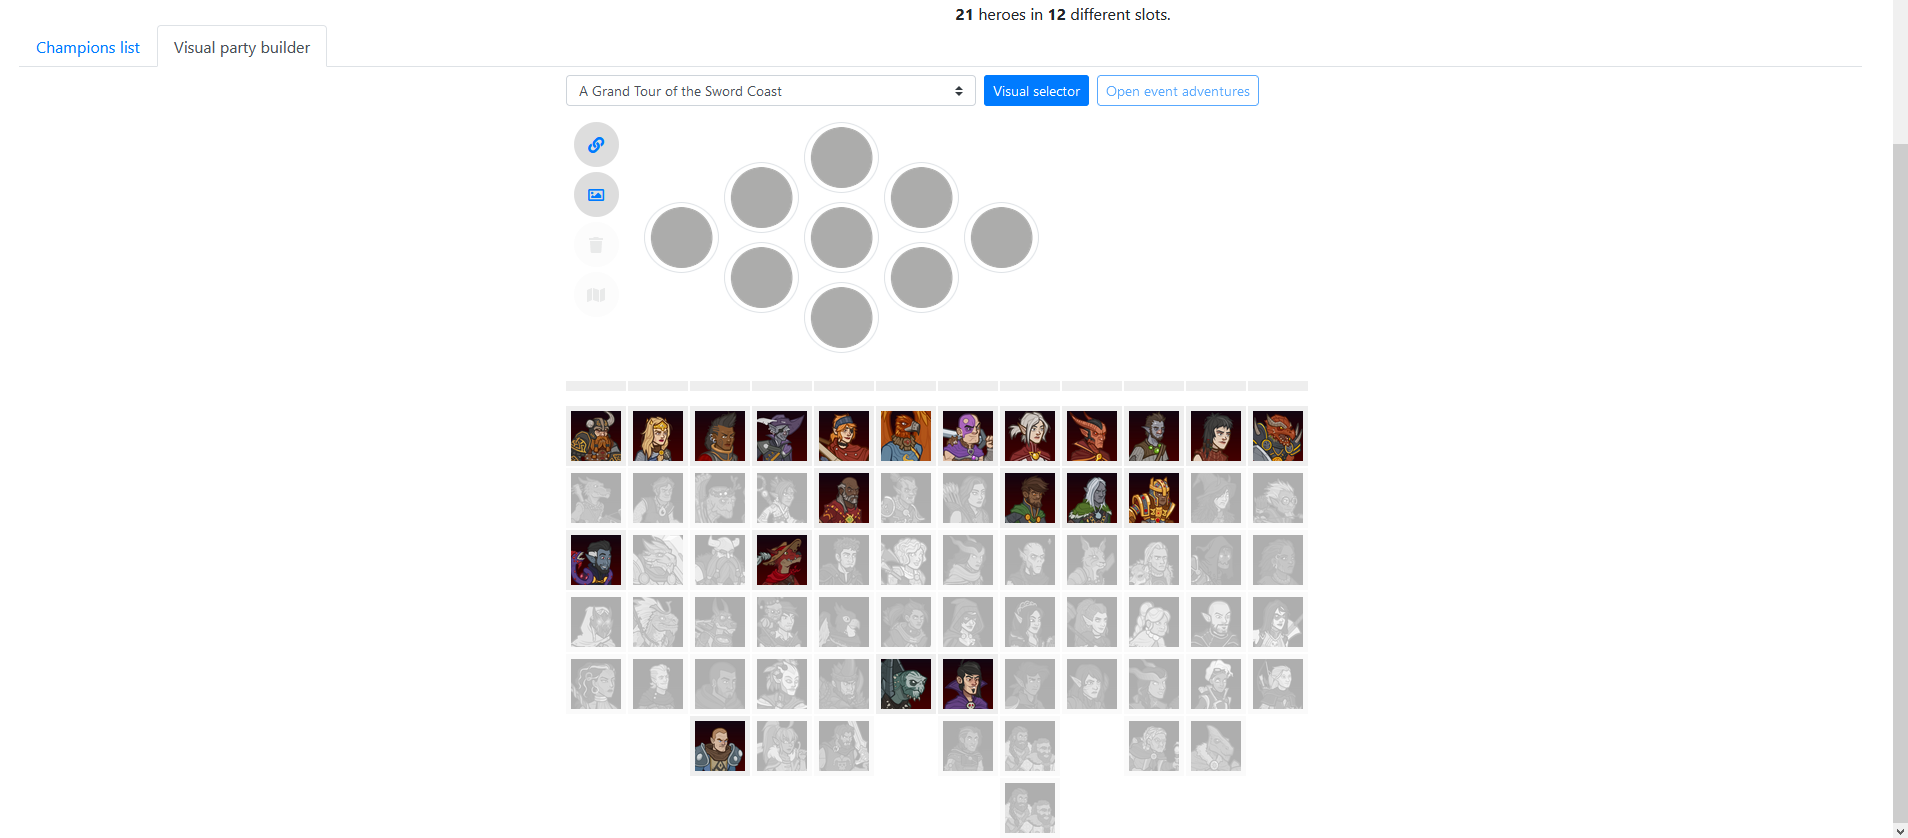 21 heroes in 12 different slots.
Champions list
Visual party builder
A Grand Tour of the Sword Coast
Visual selector
Open event adventures